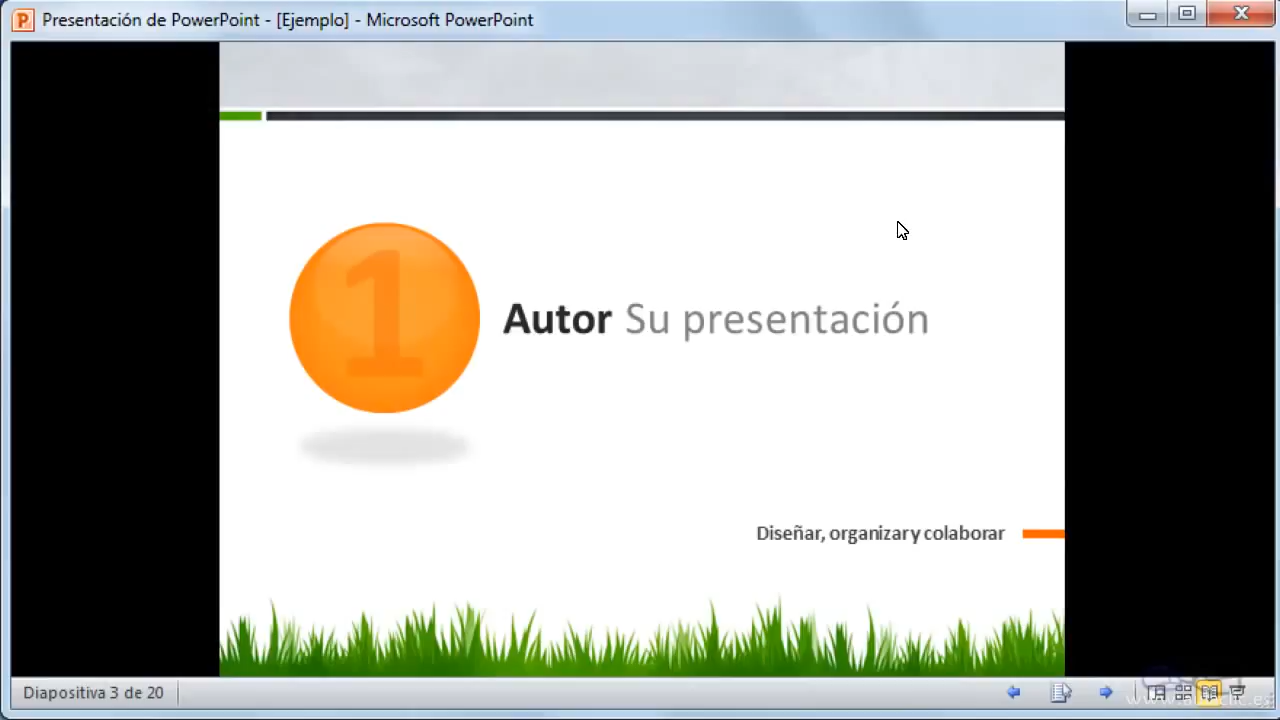 Presentación de PowerPoint - [Ejemplo] - Microsoft PowerPoint
1
Autor Su presentación
Diseñar, organizar y colaborar
Diapositiva 3 de 20